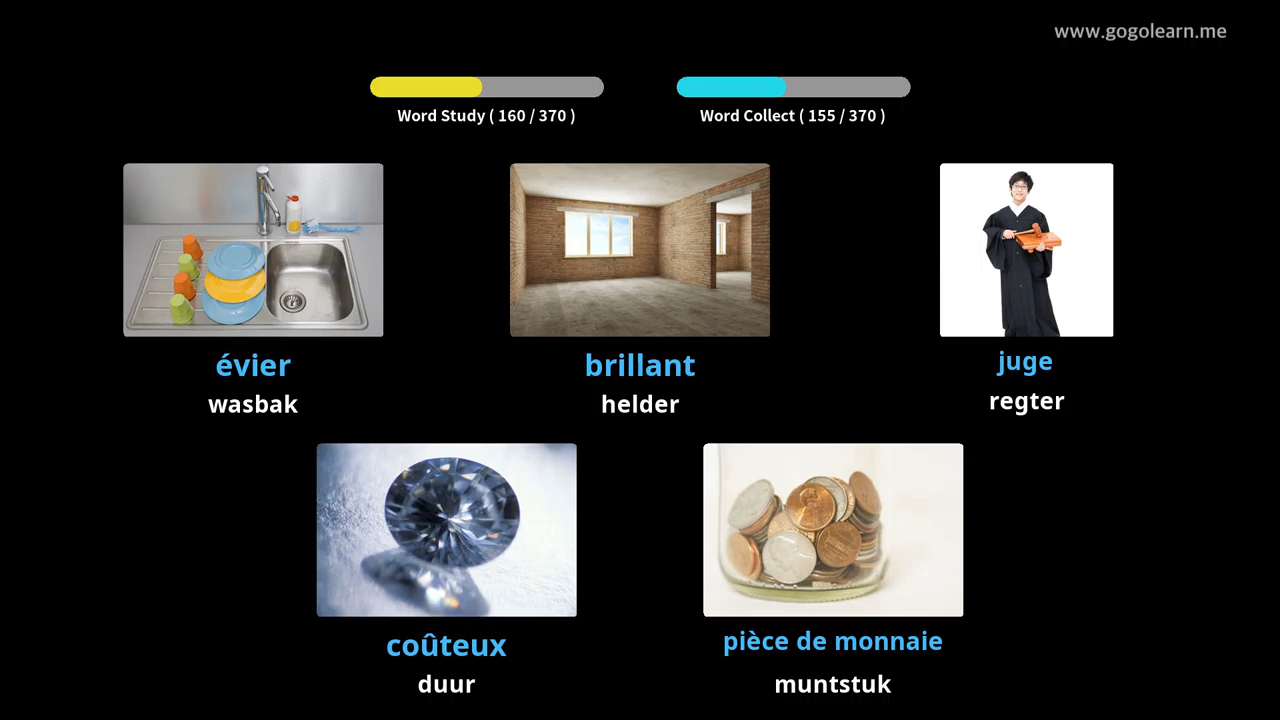 www.gogolearn.me
Word Study ( 160 / 370 )
Word Collect ( 155 / 370 )
évier
wasbak
brillant
helder
juge
regter
coûteux
duur
pièce de monnaie
muntstuk